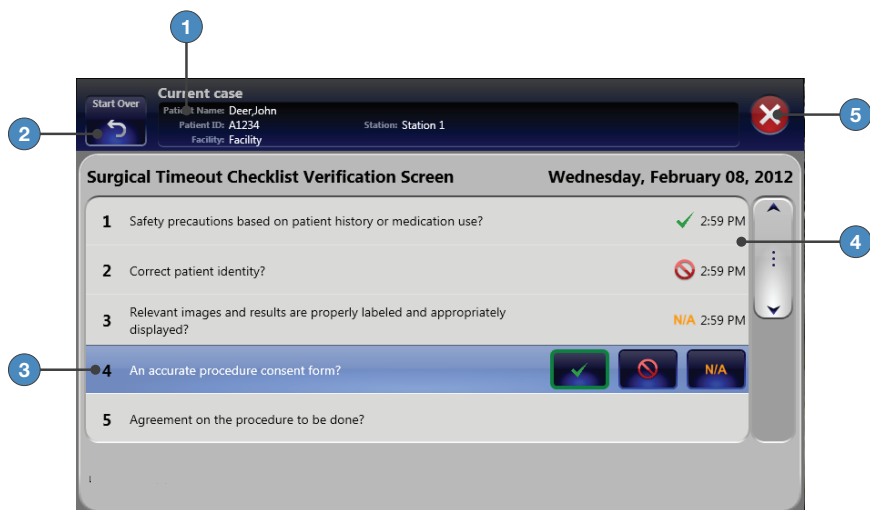 1
Current case
Start Over
Patient Name: Deer,John
Patient ID: A1234 Station: Station 1
Facility: Facility
2
5
Surgical Timeout Checklist Verification Screen Wednesday, February 08, 2012
1 Safety precautions based on patient history or medication use? 2:59 PM
4
2 Correct patient identity? 2:59 PM
3 Relevant images and results are properly labeled and appropriately
displayed? N/A 2:59 PM
3
4 An accurate procedure consent form? N/A
5 Agreement on the procedure to be done?